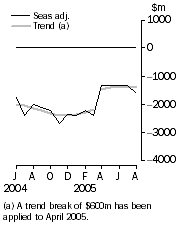 $m
Seas adj.
Trend (a)
1000
0
−1000
−2000
−3000
−4000
J A O D F A J A
2004 2005
(a) A trend break of $600m has been
applied to April 2005.